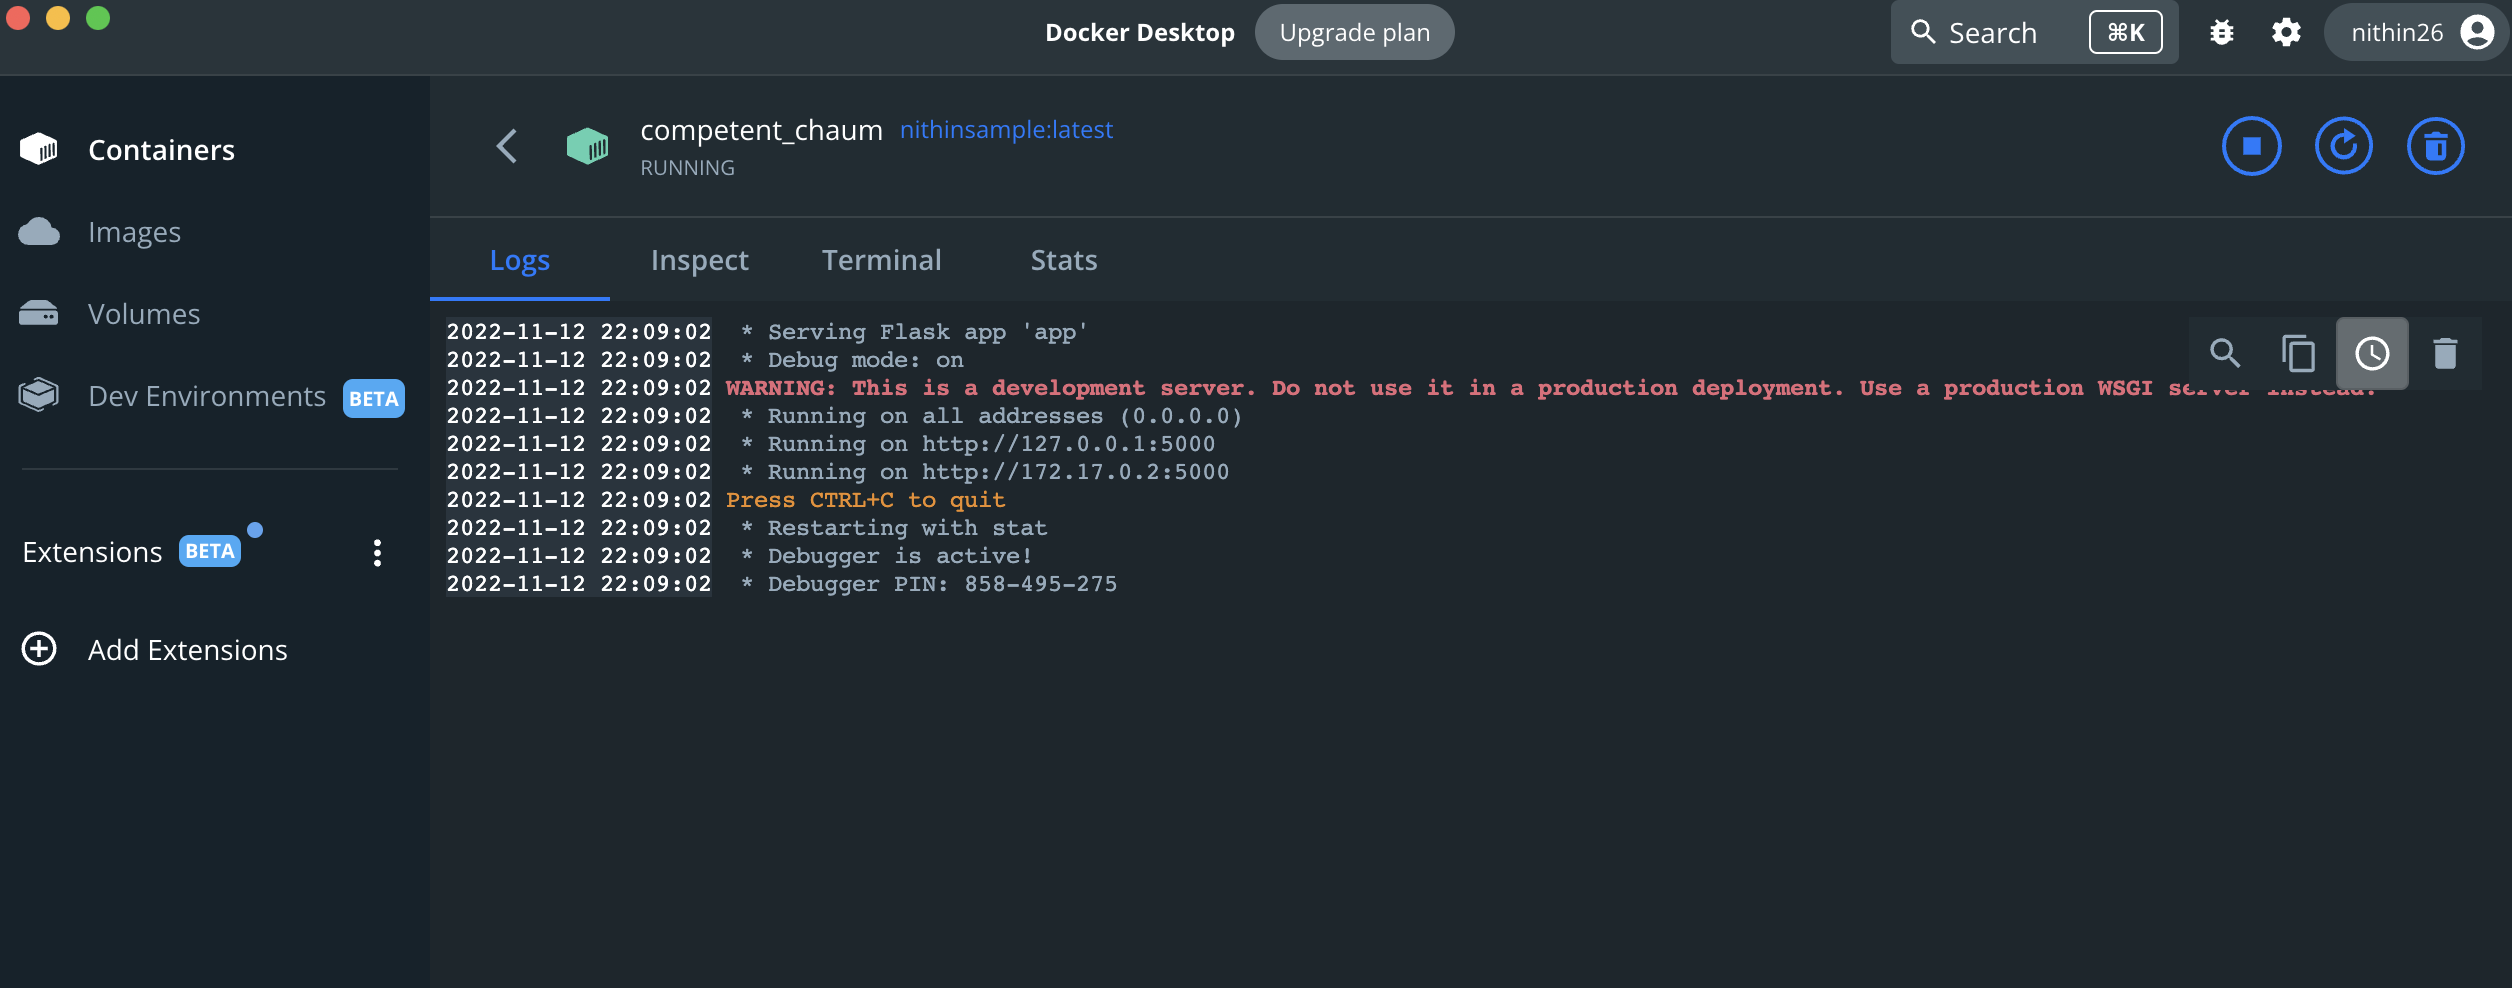 Docker Desktop
Upgrade plan
Search
⌘K
nithin26
Containers
Images
Volumes
Dev Environments BETA
Extensions BETA
Add Extensions
competent_chaum nithinsample:latest
RUNNING
Logs Inspect Terminal Stats
2022-11-12 22:09:02 * Serving Flask app 'app'
2022-11-12 22:09:02 * Debug mode: on
2022-11-12 22:09:02 WARNING: This is a development server. Do not use it in a production deployment. Use a production WSGI server instead.
2022-11-12 22:09:02 * Running on all addresses (0.0.0.0)
2022-11-12 22:09:02 * Running on http://127.0.0.1:5000
2022-11-12 22:09:02 * Running on http://172.17.0.2:5000
2022-11-12 22:09:02 Press CTRL+C to quit
2022-11-12 22:09:02 * Restarting with stat
2022-11-12 22:09:02 * Debugger is active!
2022-11-12 22:09:02 * Debugger PIN: 858-495-275